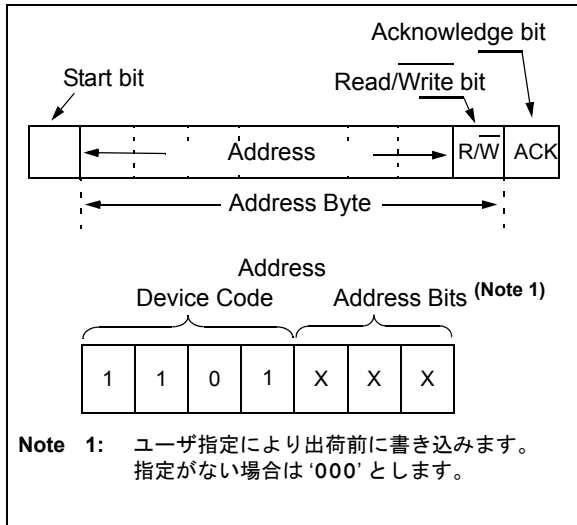 Acknowledge bit
Start bit
Read/Write bit
Address
R/W
ACK
Address Byte
Address
Device Code
Address Bits (Note 1)
1 1 0 1 X X X
Note 1: ユーザ指定により出荷前に書き込みます。
指定がない場合は ‘000’ とします。